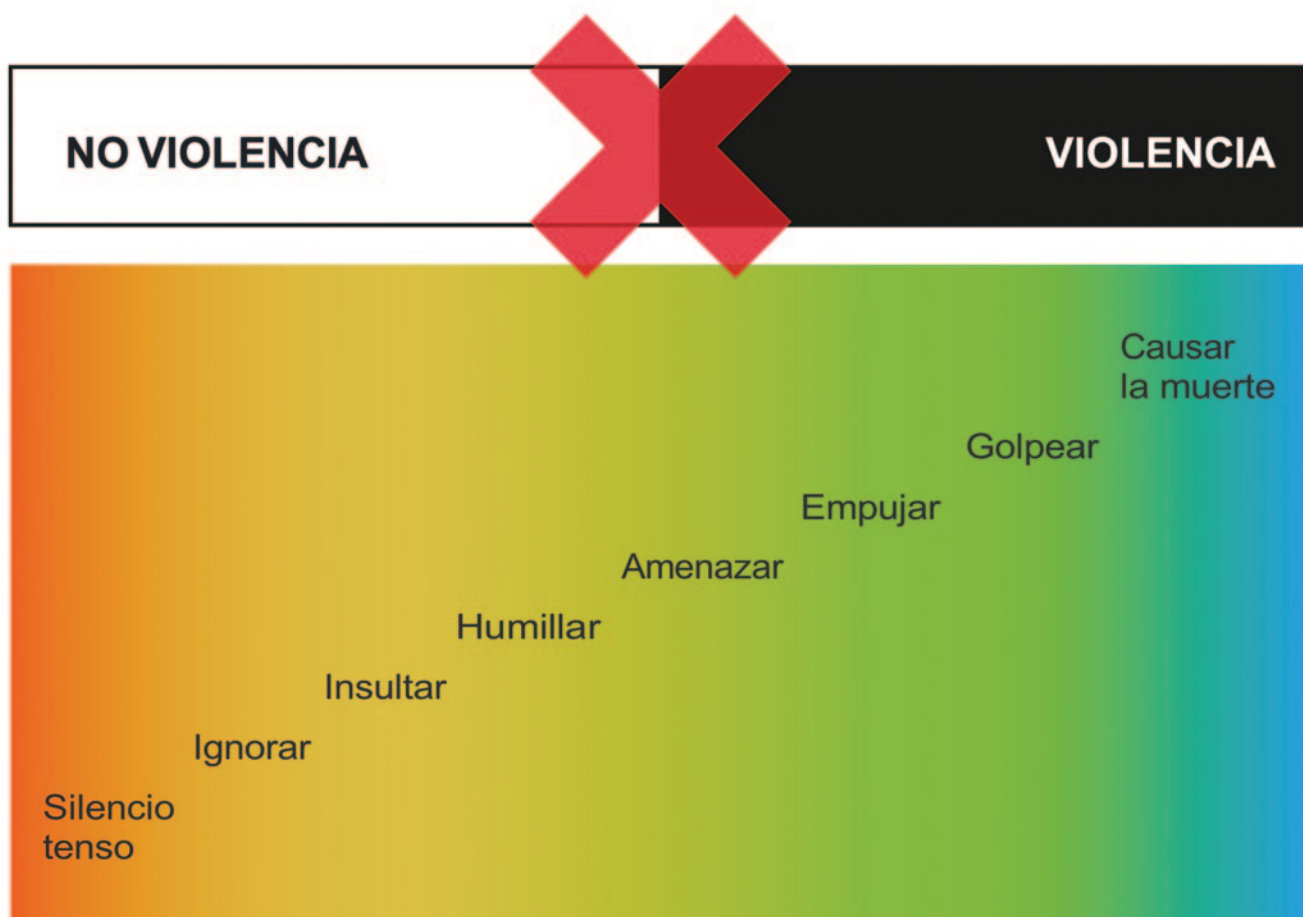 NO VIOLENCIA
VIOLENCIA
Causar
la muerte
Golpear
Empujar
Amenazar
Humillar
Insultar
Ignorar
Silencio
tenso